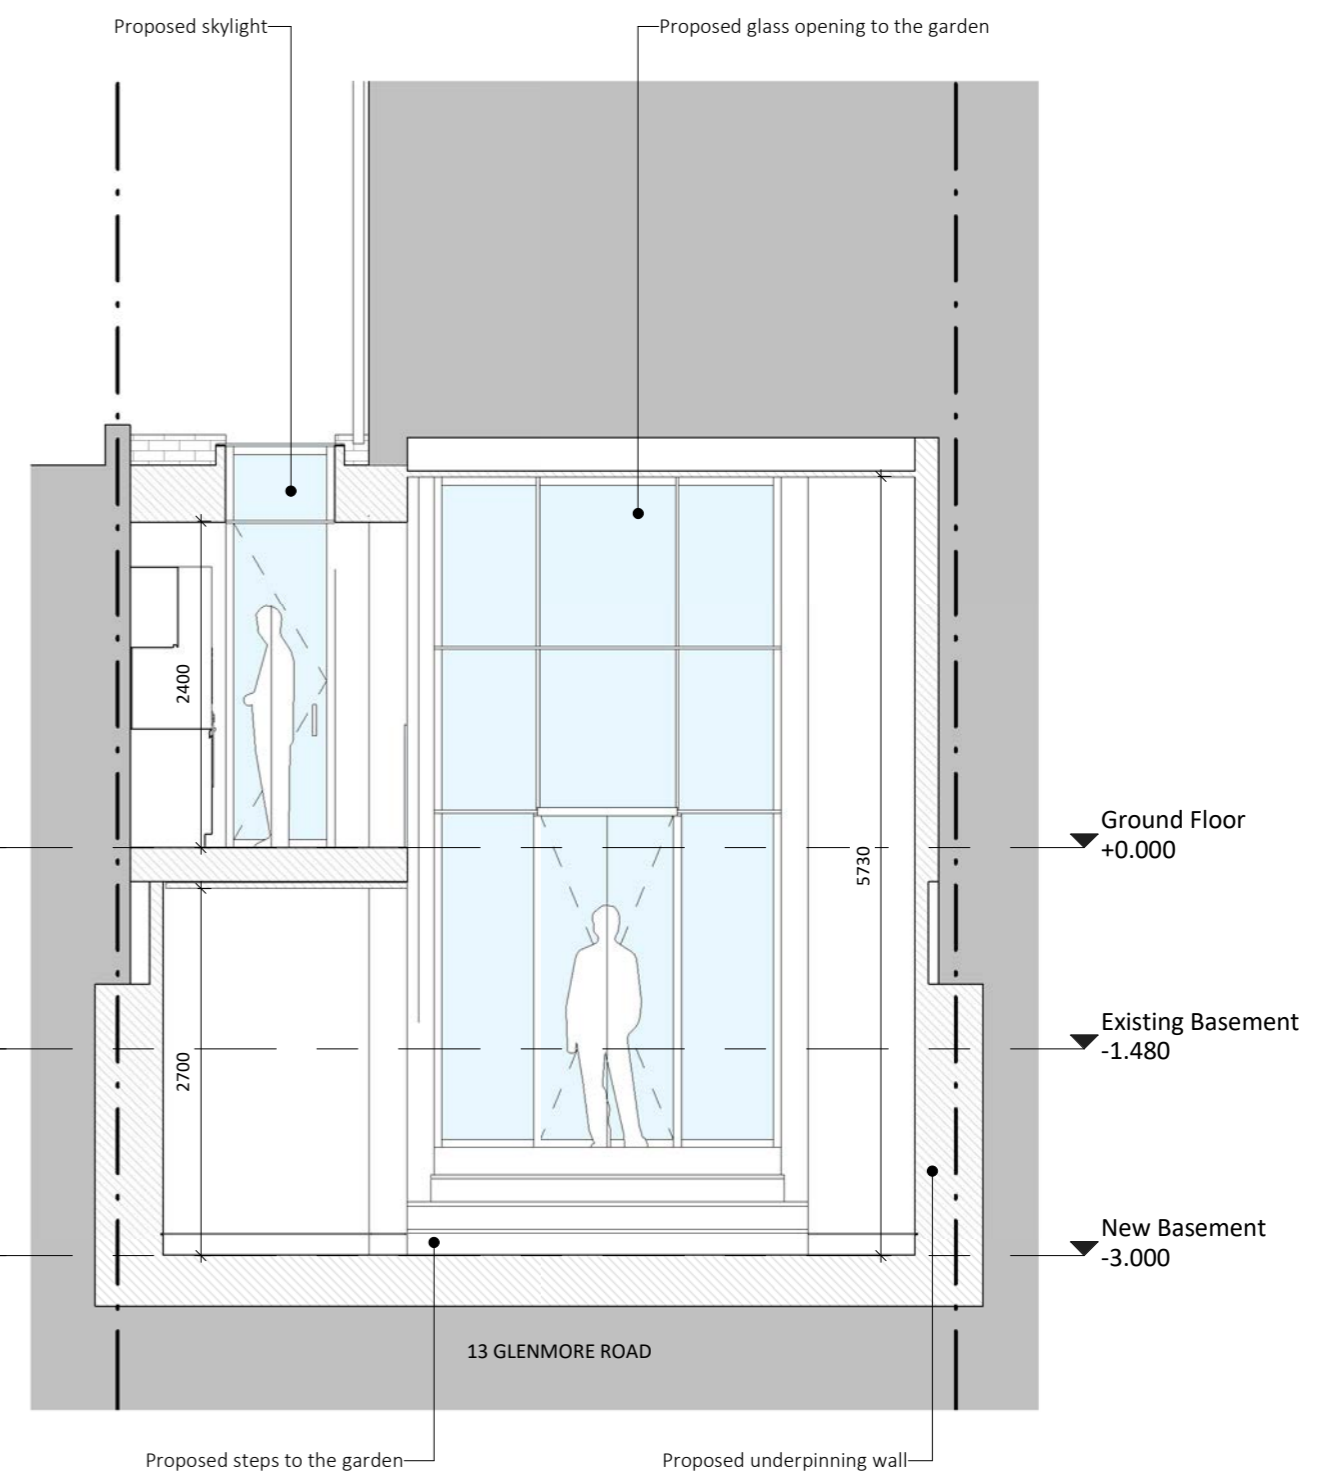 Proposed skylight
Proposed glass opening to the garden
2400
Ground Floor
+0.000
5730
Existing Basement
-1.480
2700
New Basement
-3.000
13 GLENMORE ROAD
Proposed steps to the garden
Proposed underpinning wall